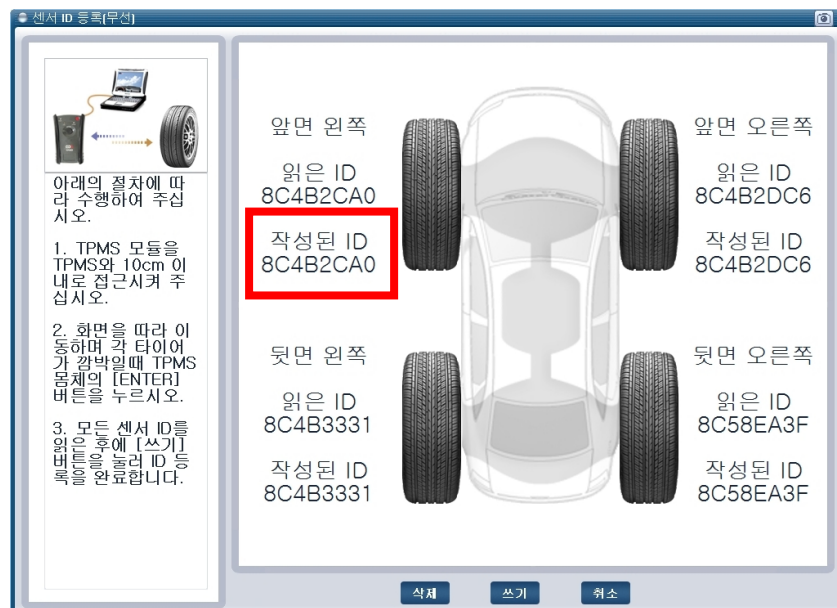 센서 ID 등록(무선)
아래의 절차에 따
라 수행하여 주십
시오.
1. TPMS 모듈을
TPMS와 10cm 이
내로 접근시켜 주
십시오.
2. 화면을 따라 이
동하며 각 타이어
가 깜박일때 TPMS
몸체의 [ENTER]
버튼을 누르시오.
3. 모든 센서 ID를
읽은 후에 [쓰기]
버튼을 눌러 ID 등
록을 완료합니다.
앞면 왼쪽
읽은 ID
8C4B2CA0
작성된 ID
8C4B2CA0
앞면 오른쪽
읽은 ID
8C4B2DC6
작성된 ID
8C4B2DC6
뒷면 왼쪽
읽은 ID
8C4B3331
작성된 ID
8C4B3331
뒷면 오른쪽
읽은 ID
8C58EA3F
작성된 ID
8C58EA3F
삭제
쓰기
취소